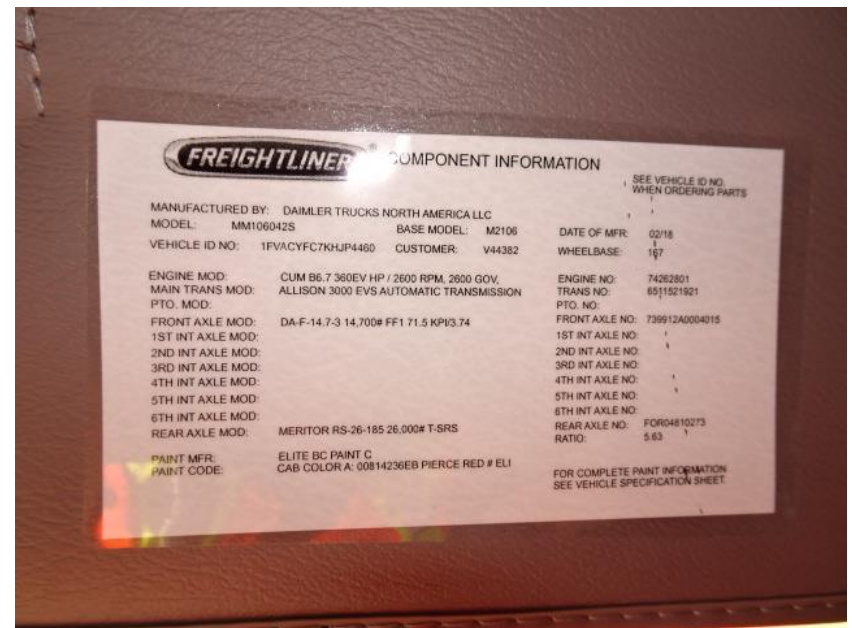 FREIGHTLINER® COMPONENT INFORMATION
SEE VEHICLE ID NO.
WHEN ORDERING PARTS
MANUFACTURED BY: DAIMLER TRUCKS NORTH AMERICA LLC
MODEL: MM106042S BASE MODEL: M2106 DATE OF MFR: 02/18
VEHICLE ID NO: 1FVACYFC7KHJP4460 CUSTOMER: V44382 WHEELBASE: 167
ENGINE MOD: CUM B6.7 360EV HP / 2600 RPM, 2600 GOV, ENGINE NO: 74262801
MAIN TRANS MOD: ALLISON 3000 EVS AUTOMATIC TRANSMISSION TRANS NO: 6511521921
PTO. MOD: PTO. NO:
FRONT AXLE MOD: DA-F-14.7-3 14,700# FF1 71.5 KPI/3.74 FRONT AXLE NO: 739912A0004015
1ST INT AXLE MOD: 1ST INT AXLE NO:
2ND INT AXLE MOD: 2ND INT AXLE NO:
3RD INT AXLE MOD: 3RD INT AXLE NO:
4TH INT AXLE MOD: 4TH INT AXLE NO:
5TH INT AXLE MOD: 5TH INT AXLE NO:
6TH INT AXLE MOD: 6TH INT AXLE NO:
REAR AXLE MOD: MERITOR RS-26-185 26,000# T-SRS REAR AXLE NO: FOR04810273
RATIO: 5.63
PAINT MFR: ELITE BC PAINT C
PAINT CODE: CAB COLOR A: 00814236EB PIERCE RED # ELI
FOR COMPLETE PAINT INFORMATION
SEE VEHICLE SPECIFICATION SHEET.